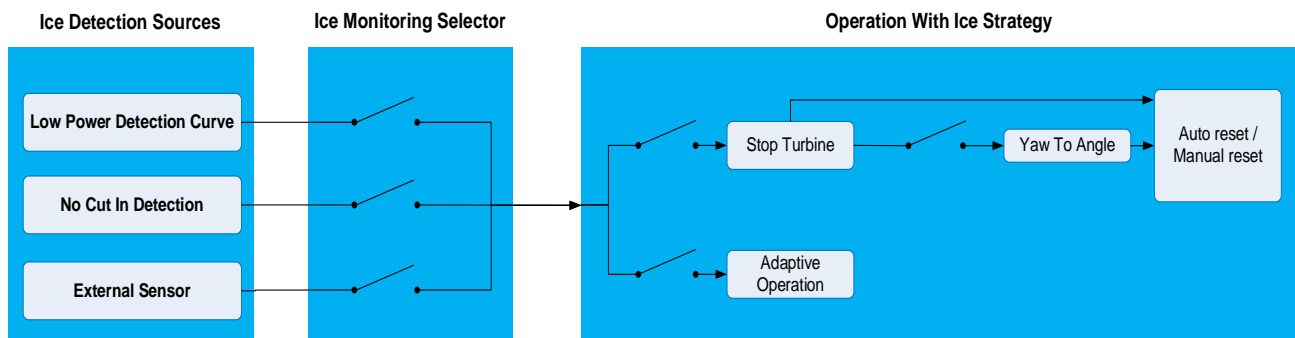 Ice Detection Sources
Ice Monitoring Selector
Operation With Ice Strategy
Low Power Detection Curve
No Cut In Detection
External Sensor
Stop Turbine
Yaw To Angle
Auto reset /
Manual reset
Adaptive
Operation